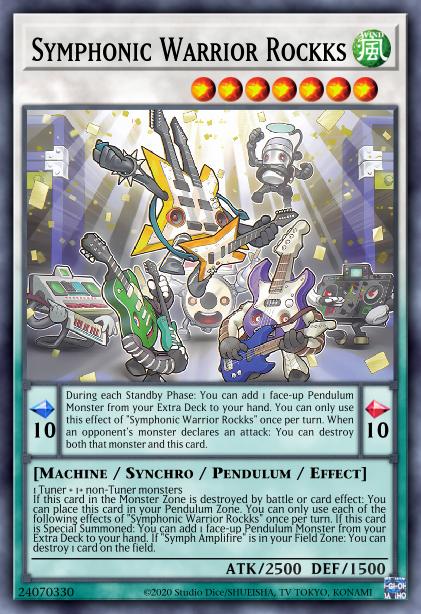 SYMPHONIC WARRIOR ROCKKS
WIND
風
During each Standby Phase: You can add 1 face-up Pendulum
Monster from your Extra Deck to your hand. You can only use
this effect of "Symphonic Warrior Rockks" once per turn. When
an opponent's monster declares an attack: You can destroy
both that monster and this card.
10
10
[MACHINE / SYNCHRO / PENDULUM / EFFECT]
1 Tuner + 1+ non-Tuner monsters
If this card in the Monster Zone is destroyed by battle or card effect: You
can place this card in your Pendulum Zone. You can only use each of the
following effects of "Symphonic Warrior Rockks" once per turn. If this card
is Special Summoned: You can add 1 face-up Pendulum Monster from your
Extra Deck to your hand. If "Symph Amplifire" is in your Field Zone: You can
destroy 1 card on the field.
ATK/2500 DEF/1500
24070330
©2020 Studio Dice/SHUEISHA, TV TOKYO, KONAMI